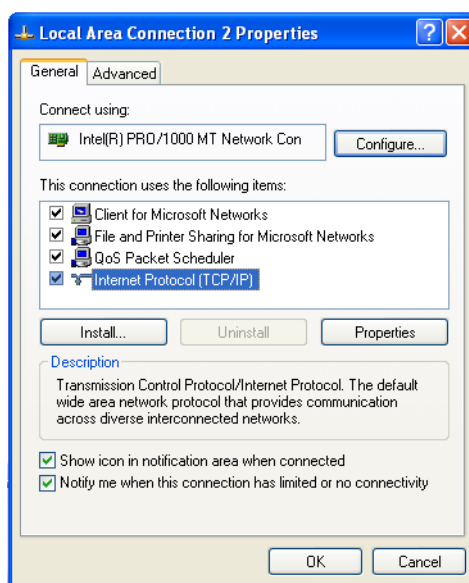 Local Area Connection 2 Properties
General Advanced
Connect using:
Intel(R) PRO/1000 MT Network Con
Configure...
This connection uses the following items:
Client for Microsoft Networks
File and Printer Sharing for Microsoft Networks
QoS Packet Scheduler
Internet Protocol (TCP/IP)
Install... Uninstall Properties
Description
Transmission Control Protocol/Internet Protocol. The default
wide area network protocol that provides communication
across diverse interconnected networks.
Show icon in notification area when connected
Notify me when this connection has limited or no connectivity
OK Cancel